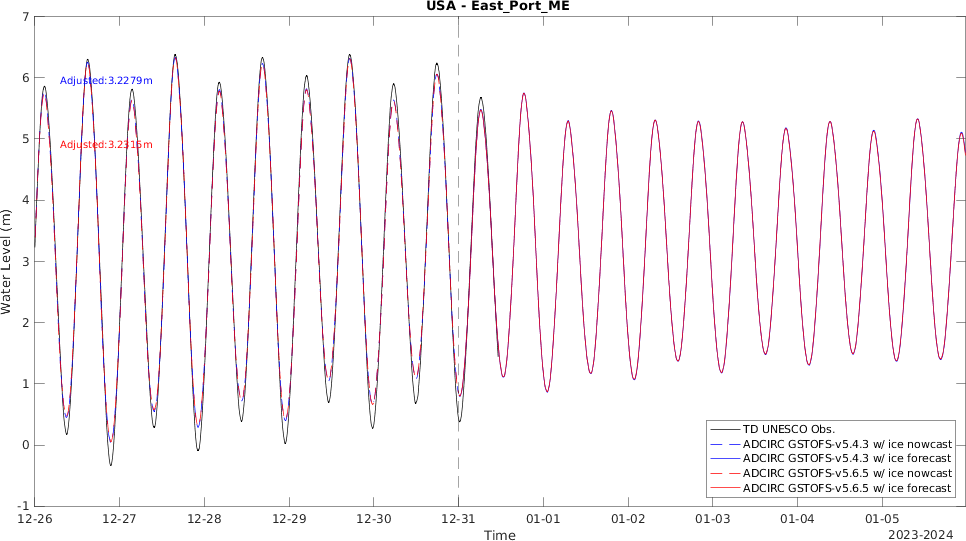 USA - East_Port_ME
7
6
5
4
3
2
1
0
-1
Water Level (m)
Adjusted:3.2279m
Adjusted:3.2316m
TD UNESCO Obs.
ADCIRC GSTOFS-v5.4.3 w/ ice nowcast
ADCIRC GSTOFS-v5.4.3 w/ ice forecast
ADCIRC GSTOFS-v5.6.5 w/ ice nowcast
ADCIRC GSTOFS-v5.6.5 w/ ice forecast
12-26 12-27 12-28 12-29 12-30 12-31 01-01 01-02 01-03 01-04 01-05
Time
2023-2024